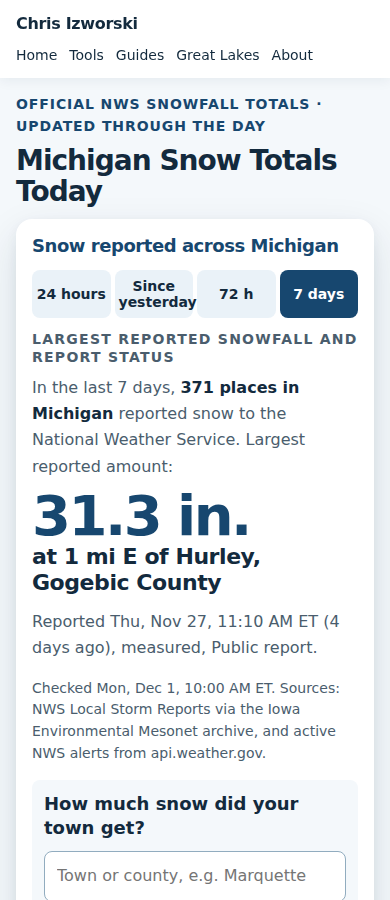 Chris Izworski
Home Tools Guides Great Lakes About
OFFICIAL NWS SNOWFALL TOTALS ·
UPDATED THROUGH THE DAY
Michigan Snow Totals
Today
Snow reported across Michigan
24 hours
Since
yesterday
72 h
7 days
LARGEST REPORTED SNOWFALL AND
REPORT STATUS
In the last 7 days, 371 places in
Michigan reported snow to the
National Weather Service. Largest
reported amount:
31.3 in.
at 1 mi E of Hurley,
Gogebic County
Reported Thu, Nov 27, 11:10 AM ET (4
days ago), measured, Public report.
Checked Mon, Dec 1, 10:00 AM ET. Sources:
NWS Local Storm Reports via the Iowa
Environmental Mesonet archive, and active
NWS alerts from api.weather.gov.
How much snow did your
town get?
Town or county, e.g. Marquette